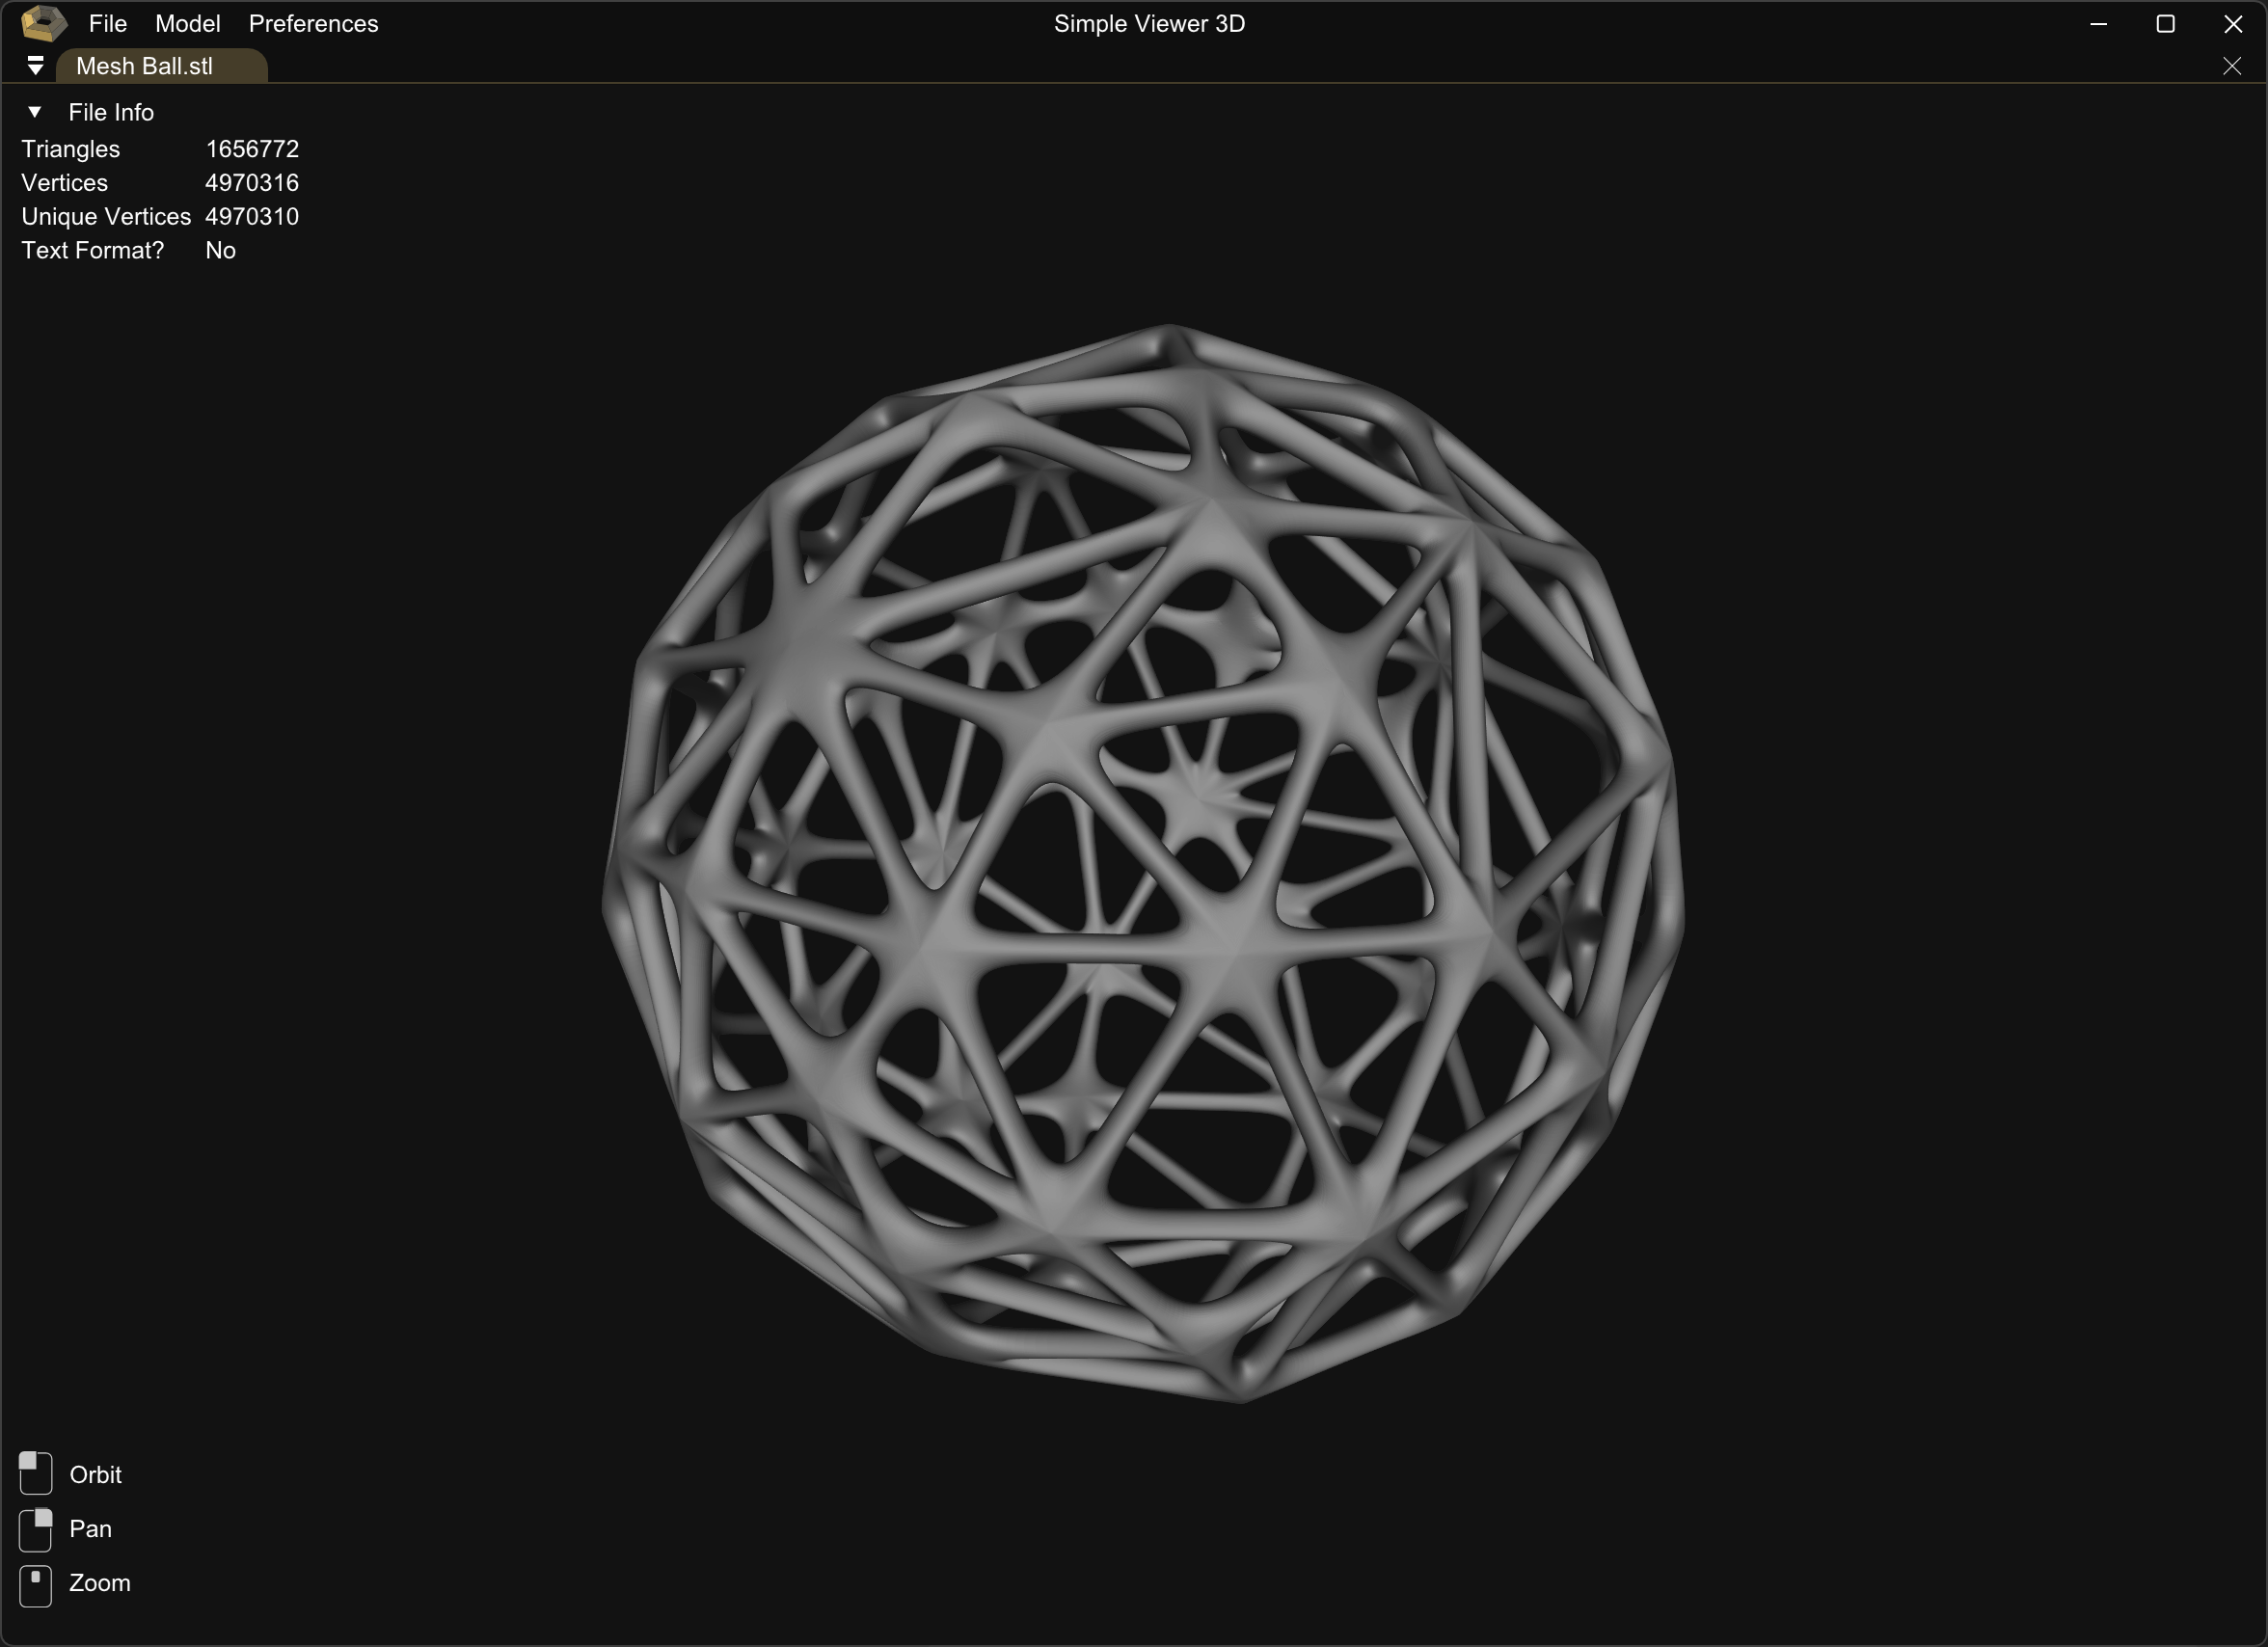 File Model Preferences Simple Viewer 3D
Mesh Ball.stl
File Info
Triangles 1656772
Vertices 4970316
Unique Vertices 4970310
Text Format? No
Orbit
Pan
Zoom